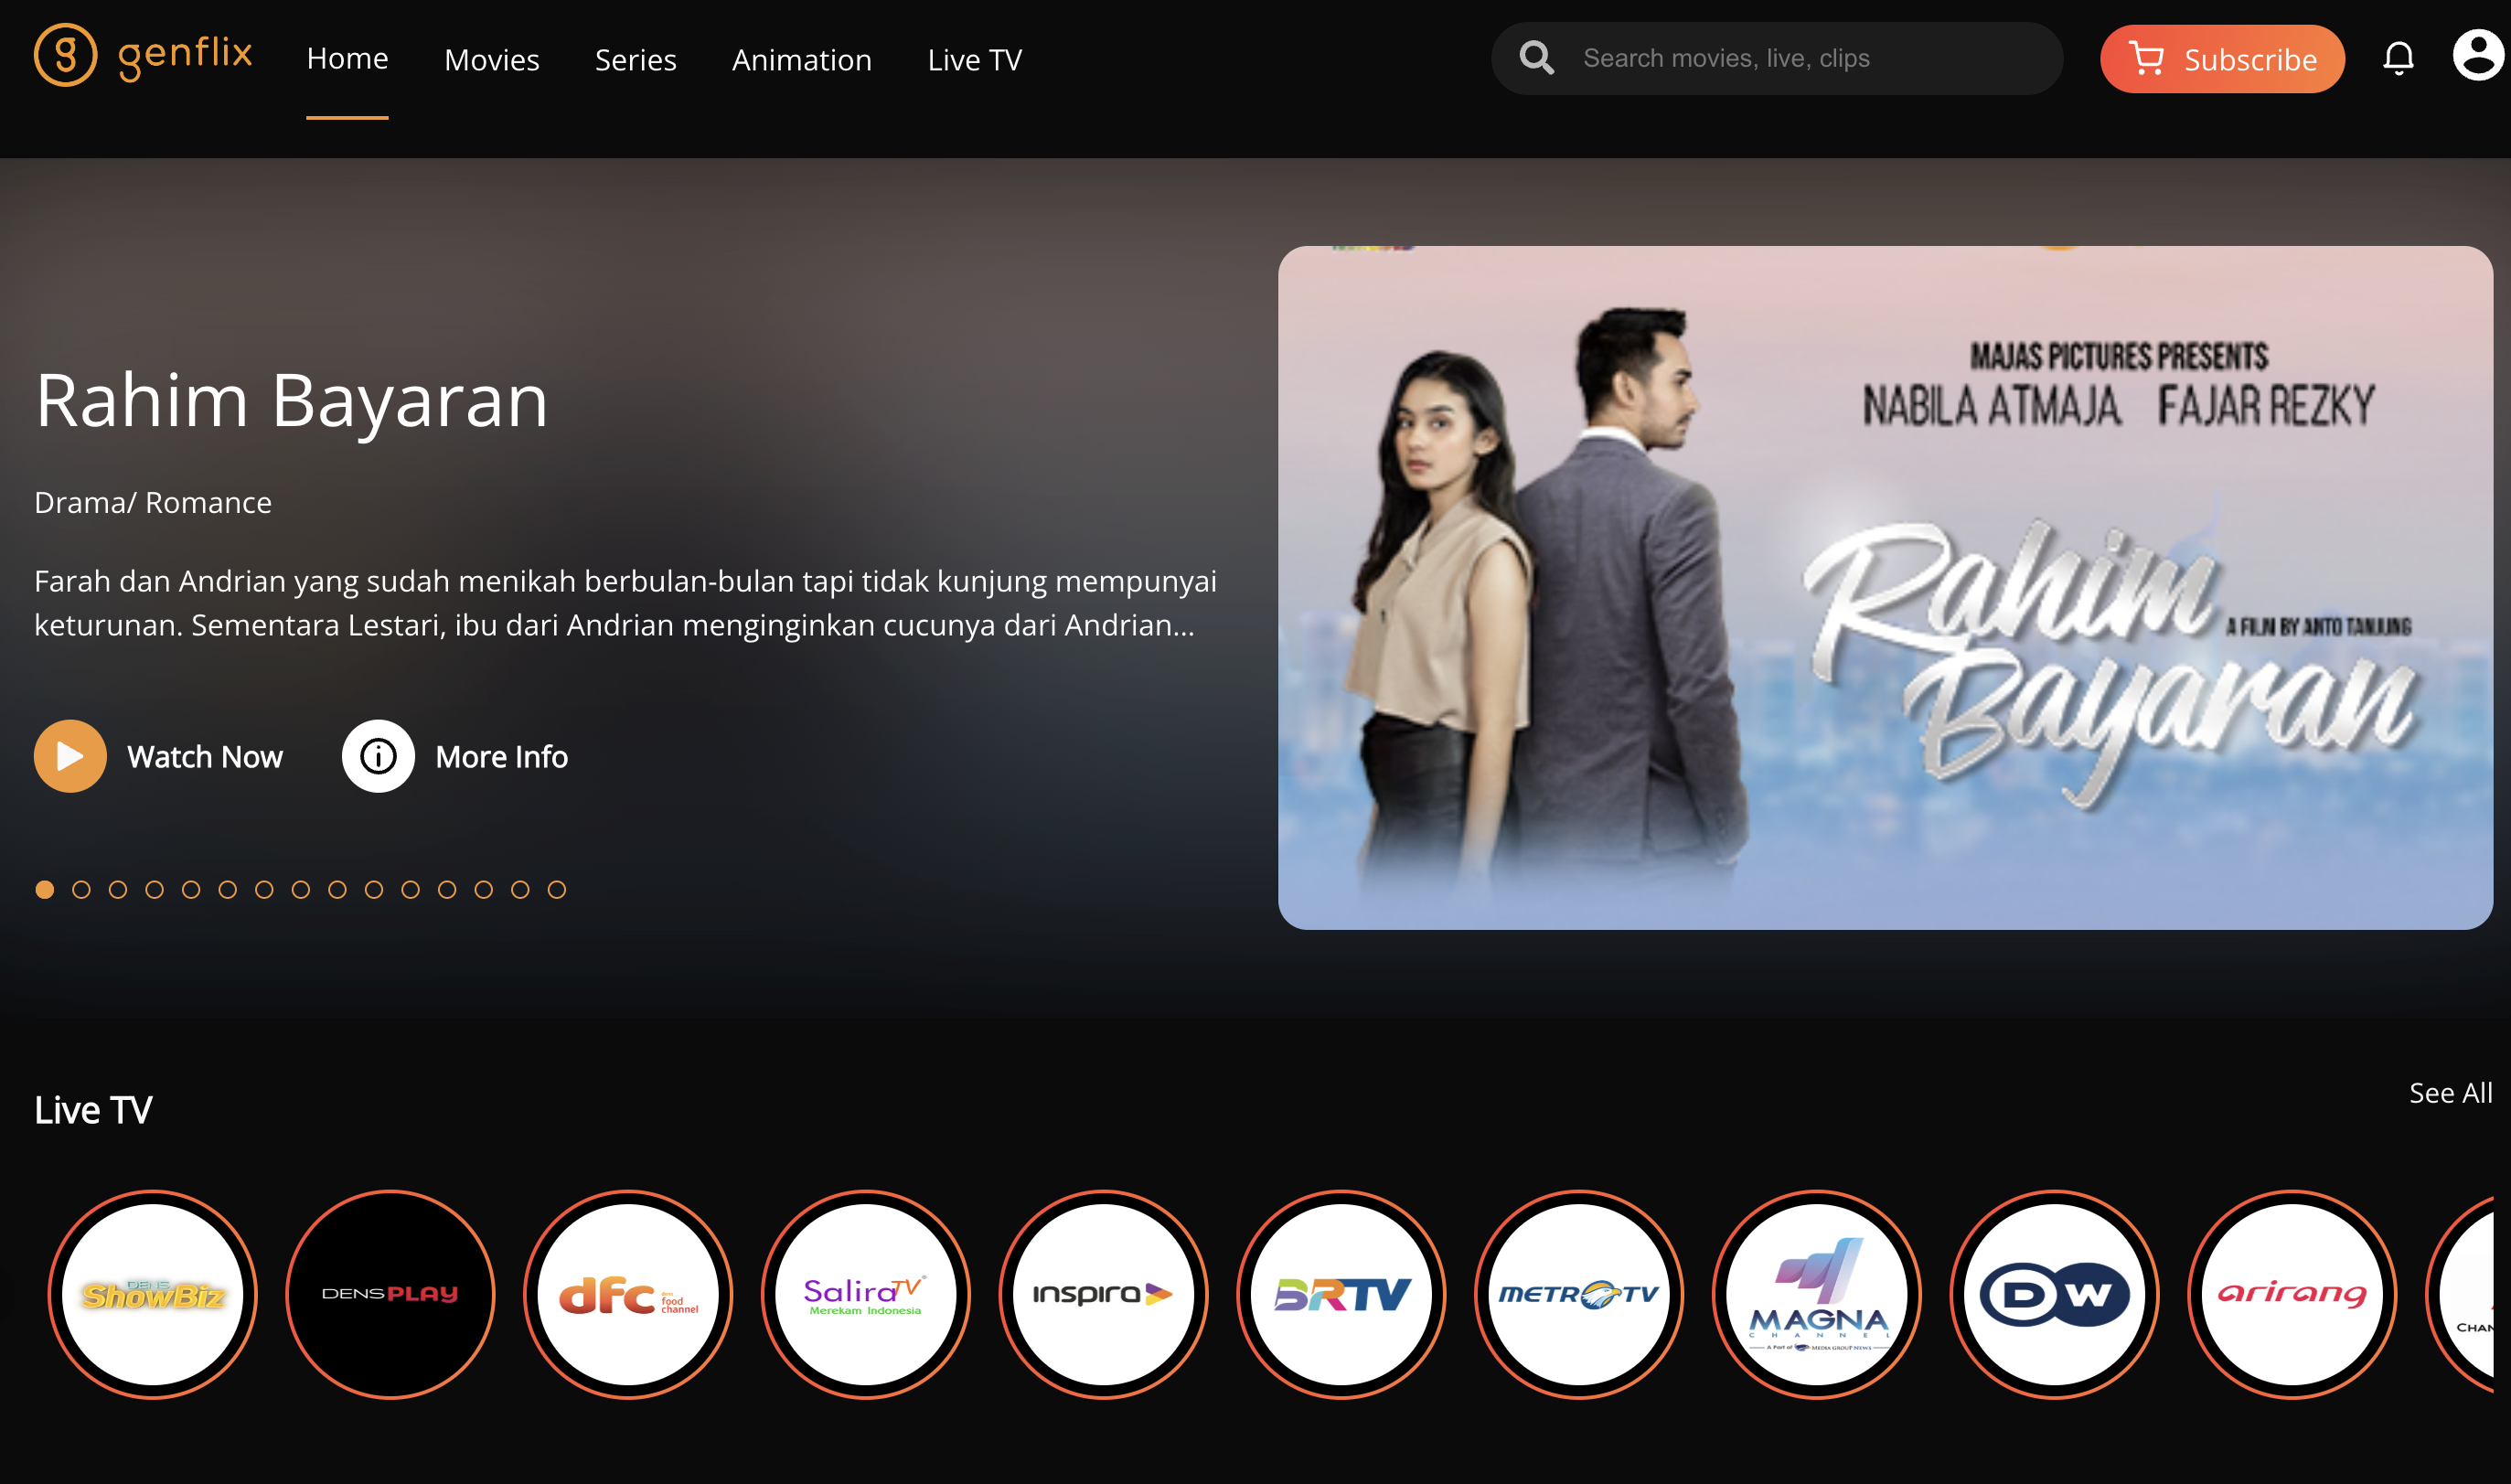 genflix
Home
Movies
Series
Animation
Live TV
Search movies, live, clips
Subscribe
Rahim Bayaran
Drama/ Romance
Farah dan Andrian yang sudah menikah berbulan-bulan tapi tidak kunjung mempunyai
keturunan. Sementara Lestari, ibu dari Andrian menginginkan cucunya dari Andrian...
Watch Now
More Info
MAJAS PICTURES PRESENTS
NABILA ATMAJA FAJAR REZKY
Rahim
A FILM BY ANTO TANJUNG
Bayaran
Live TV
See All
DENS
ShowBiz
DENSPLAY
dfc dens food channel
Salira TV
Merekam Indonesia
inspira
BRTV
METRO TV
MAGNA
CHANNEL
A Part of MEDIA GROUP NEWS
DW
arirang